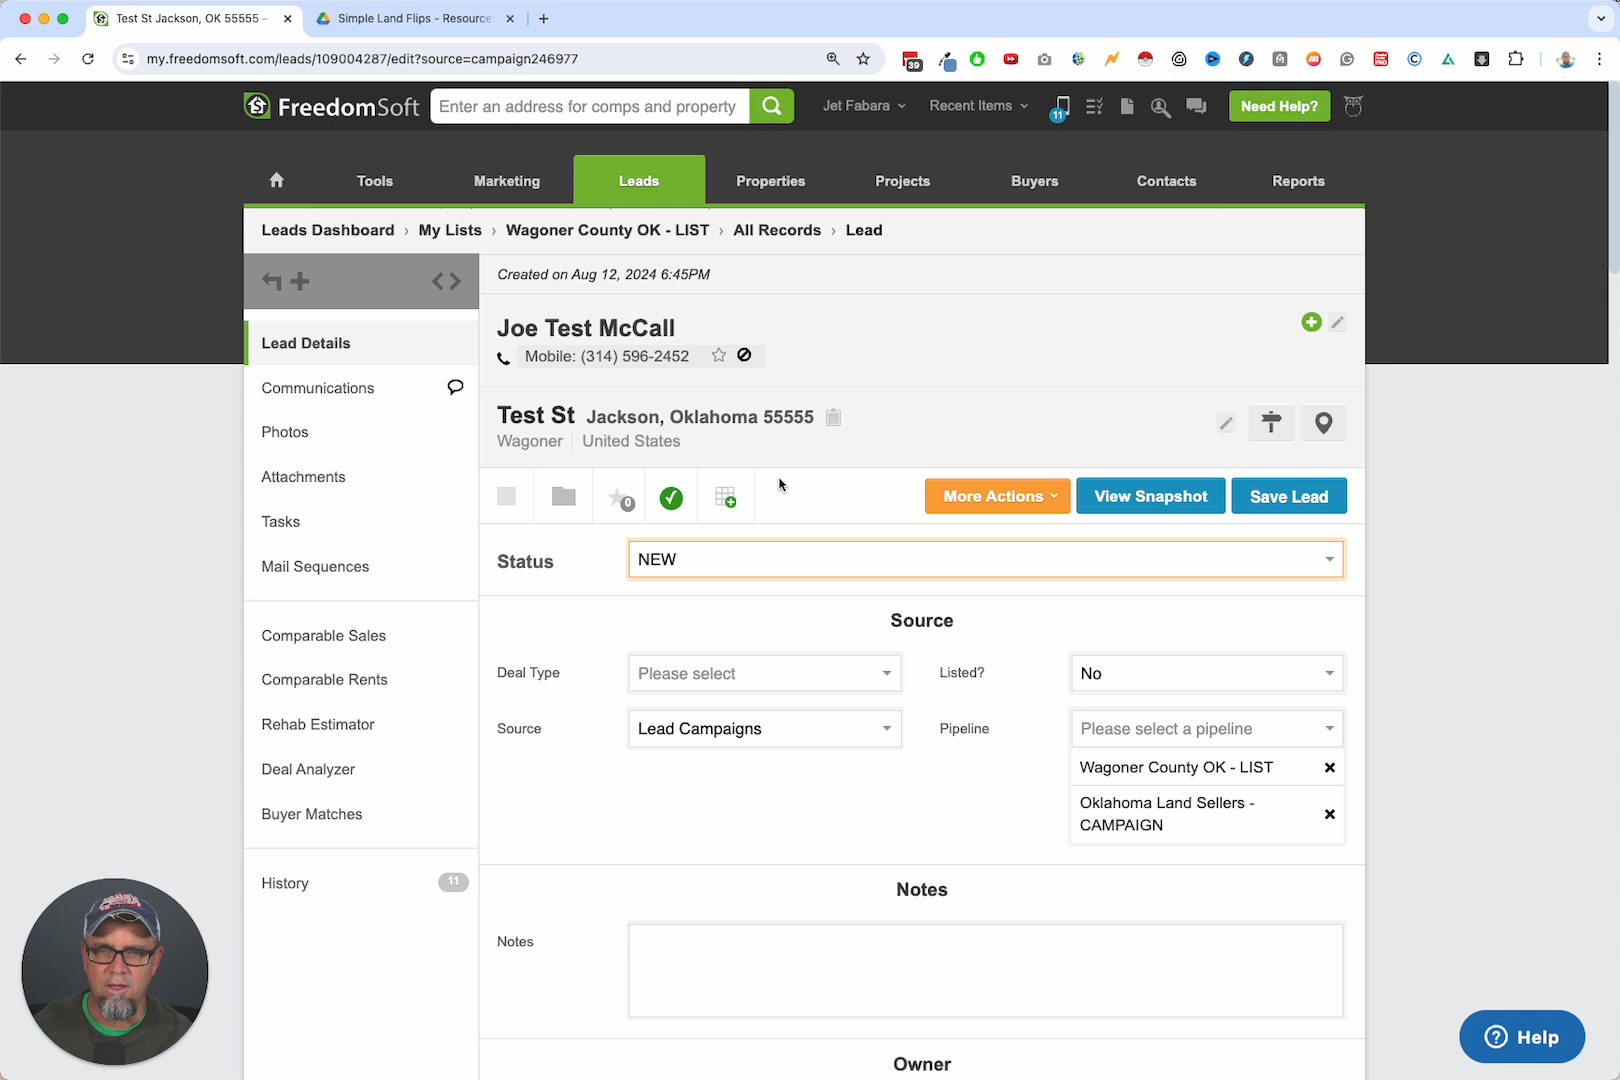 Test St Jackson, OK 55555 –
Simple Land Flips - Resource
my.freedomsoft.com/leads/109004287/edit?source=campaign246977
39
FreedomSoft
Enter an address for comps and property
Jet Fabara
Recent Items
11
Need Help?
Tools
Marketing
Leads
Properties
Projects
Buyers
Contacts
Reports
Leads Dashboard › My Lists › Wagoner County OK - LIST › All Records › Lead
Created on Aug 12, 2024 6:45PM
Joe Test McCall
Mobile: (314) 596-2452
Test St Jackson, Oklahoma 55555
Wagoner | United States
0
More Actions
View Snapshot
Save Lead
Lead Details
Communications
Photos
Attachments
Tasks
Mail Sequences
Comparable Sales
Comparable Rents
Rehab Estimator
Deal Analyzer
Buyer Matches
History 11
Status NEW
Source
Deal Type Please select
Listed? No
Source Lead Campaigns
Pipeline Please select a pipeline
Wagoner County OK - LIST
Oklahoma Land Sellers -
CAMPAIGN
Notes
Notes
Owner
Help